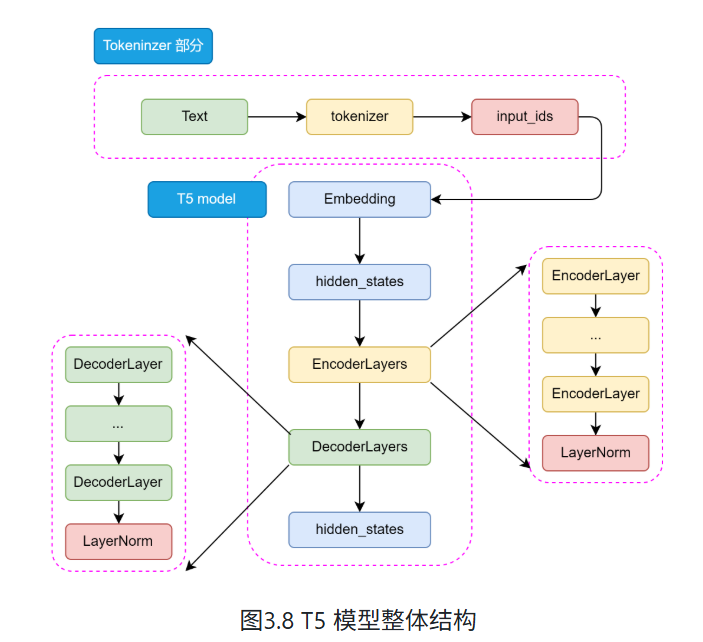 Tokeninzer 部分
Text
tokenizer
input_ids
T5 model
Embedding
hidden_states
EncoderLayers
DecoderLayers
hidden_states
EncoderLayer
...
EncoderLayer
LayerNorm
DecoderLayer
...
DecoderLayer
LayerNorm
图3.8 T5 模型整体结构